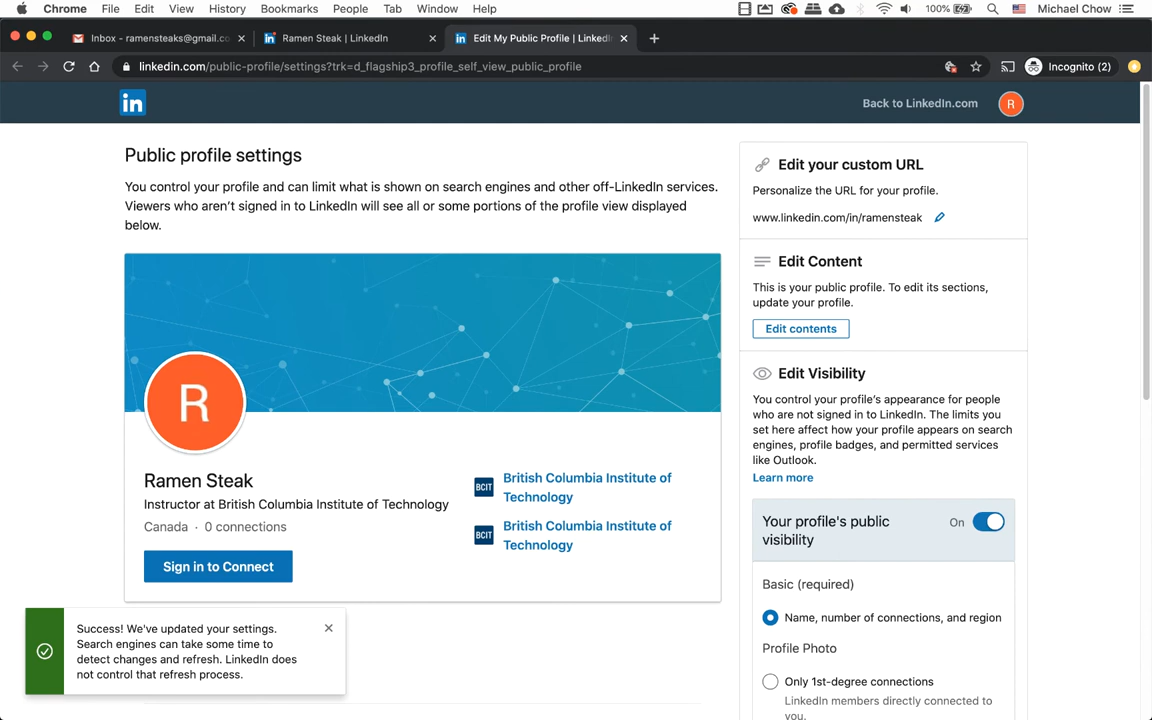 Chrome File Edit View History Bookmarks People Tab Window Help 100% Michael Chow
Inbox - ramensteaks@gmail.co
Ramen Steak | LinkedIn
Edit My Public Profile | LinkedI
linkedin.com/public-profile/settings?trk=d_flagship3_profile_self_view_public_profile
Incognito (2)
in
Back to LinkedIn.com
R
Public profile settings
You control your profile and can limit what is shown on search engines and other off-LinkedIn services.
Viewers who aren't signed in to LinkedIn will see all or some portions of the profile view displayed
below.
R
Ramen Steak
Instructor at British Columbia Institute of Technology
Canada · 0 connections
Sign in to Connect
BCIT
British Columbia Institute of
Technology
BCIT
British Columbia Institute of
Technology
Success! We've updated your settings.
Search engines can take some time to
detect changes and refresh. LinkedIn does
not control that refresh process.
Edit your custom URL
Personalize the URL for your profile.
www.linkedin.com/in/ramensteak
Edit Content
This is your public profile. To edit its sections,
update your profile.
Edit contents
Edit Visibility
You control your profile's appearance for people
who are not signed in to LinkedIn. The limits you
set here affect how your profile appears on search
engines, profile badges, and permitted services
like Outlook.
Learn more
Your profile's public
visibility
On
Basic (required)
Name, number of connections, and region
Profile Photo
Only 1st-degree connections
LinkedIn members directly connected to
you.